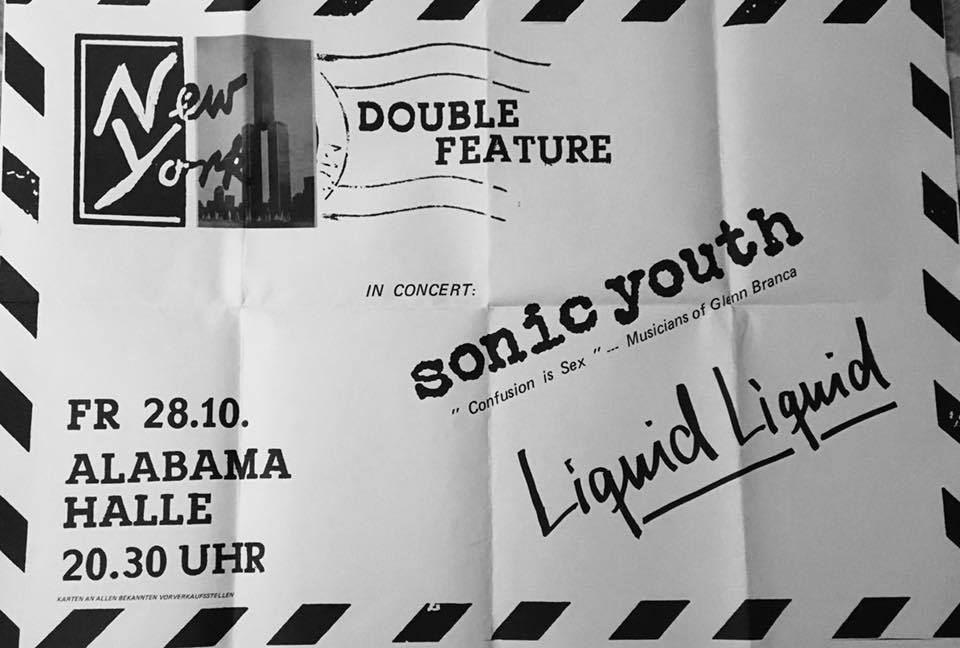 New
York
DOUBLE
FEATURE
IN CONCERT:
sonic youth
" Confusion is Sex " --- Musicians of Glenn Branca
Liquid Liquid
FR 28.10.
ALABAMA
HALLE
20.30 UHR
KARTEN AN ALLEN BEKANNTEN VORVERKAUFSSTELLEN